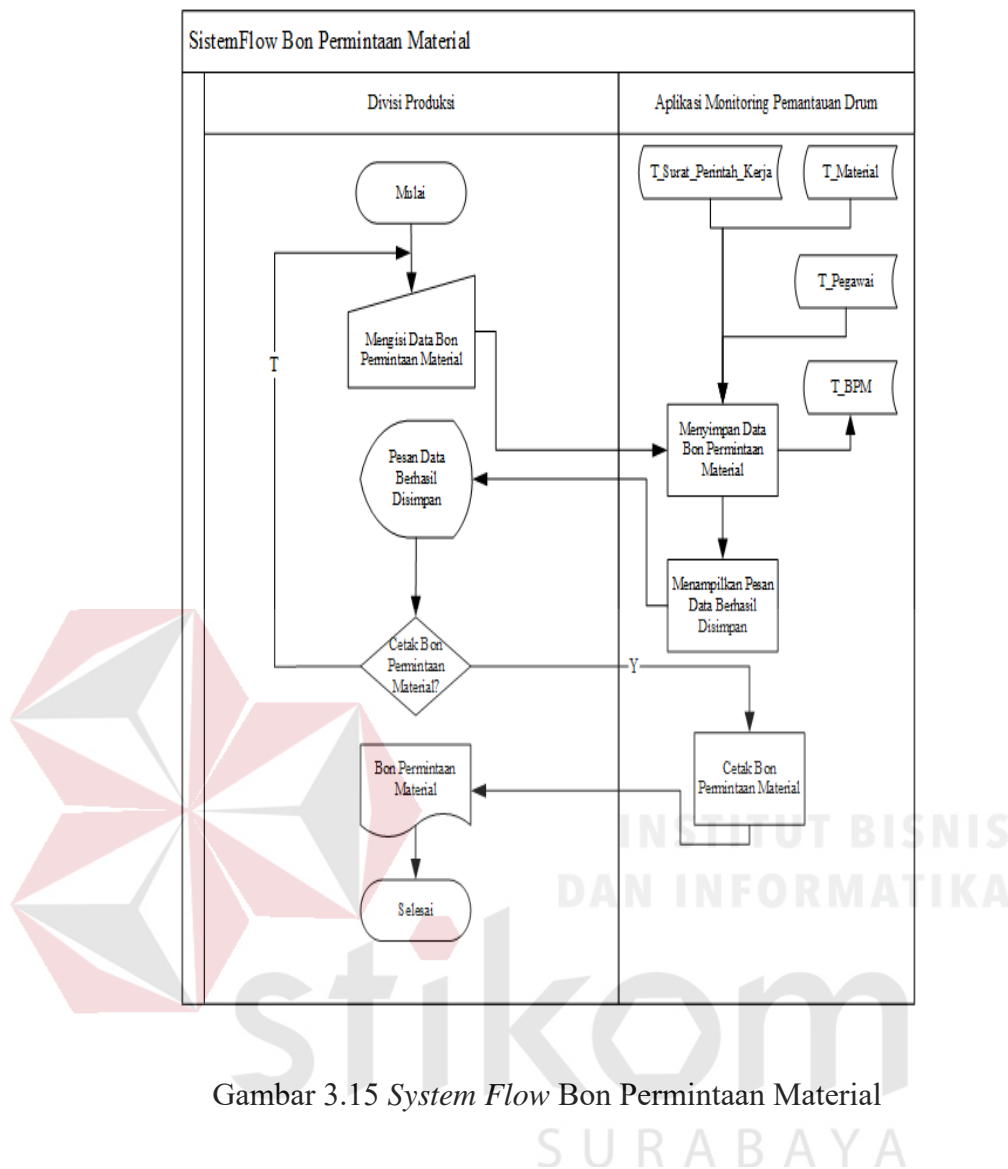 SistemFlow Bon Permintaan Material
Divisi Produksi
Aplikasi Monitoring Pemantauan Drum
Mulai
T_Surat_Perintah_Kerja
T_Material
T_Pegawai
Mengisi Data Bon
Permintaan Material
T
T_BPM
Menyimpan Data
Bon Permintaan
Material
Pesan Data
Berhasil
Disimpan
Menampilkan Pesan
Data Berhasil
Disimpan
Cetak Bon
Permintaan
Material?
Y
Cetak Bon
Permintaan Material
Bon Permintaan
Material
Selesai
INSTITUT BISNIS
DAN INFORMATIKA
stikom
Gambar 3.15 System Flow Bon Permintaan Material
SURABAYA